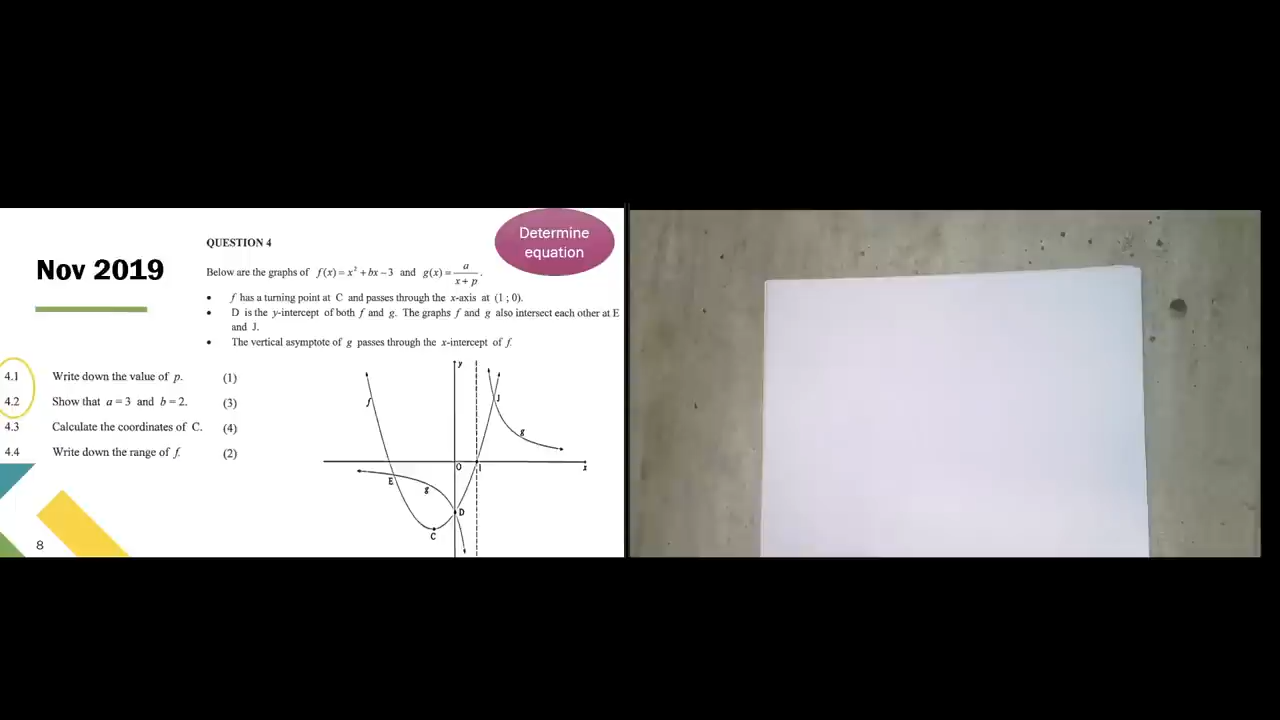 Determine
equation
Nov 2019
QUESTION 4
Below are the graphs of f(x) = x² + bx − 3 and g(x) = a/(x + p).
• f has a turning point at C and passes through the x-axis at (1 ; 0).
• D is the y-intercept of both f and g. The graphs f and g also intersect each other at E
and J.
• The vertical asymptote of g passes through the x-intercept of f.
4.1 Write down the value of p. (1)
4.2 Show that a = 3 and b = 2. (3)
4.3 Calculate the coordinates of C. (4)
4.4 Write down the range of f. (2)
y
f
J
g
O
1
x
E
g
D
C
8